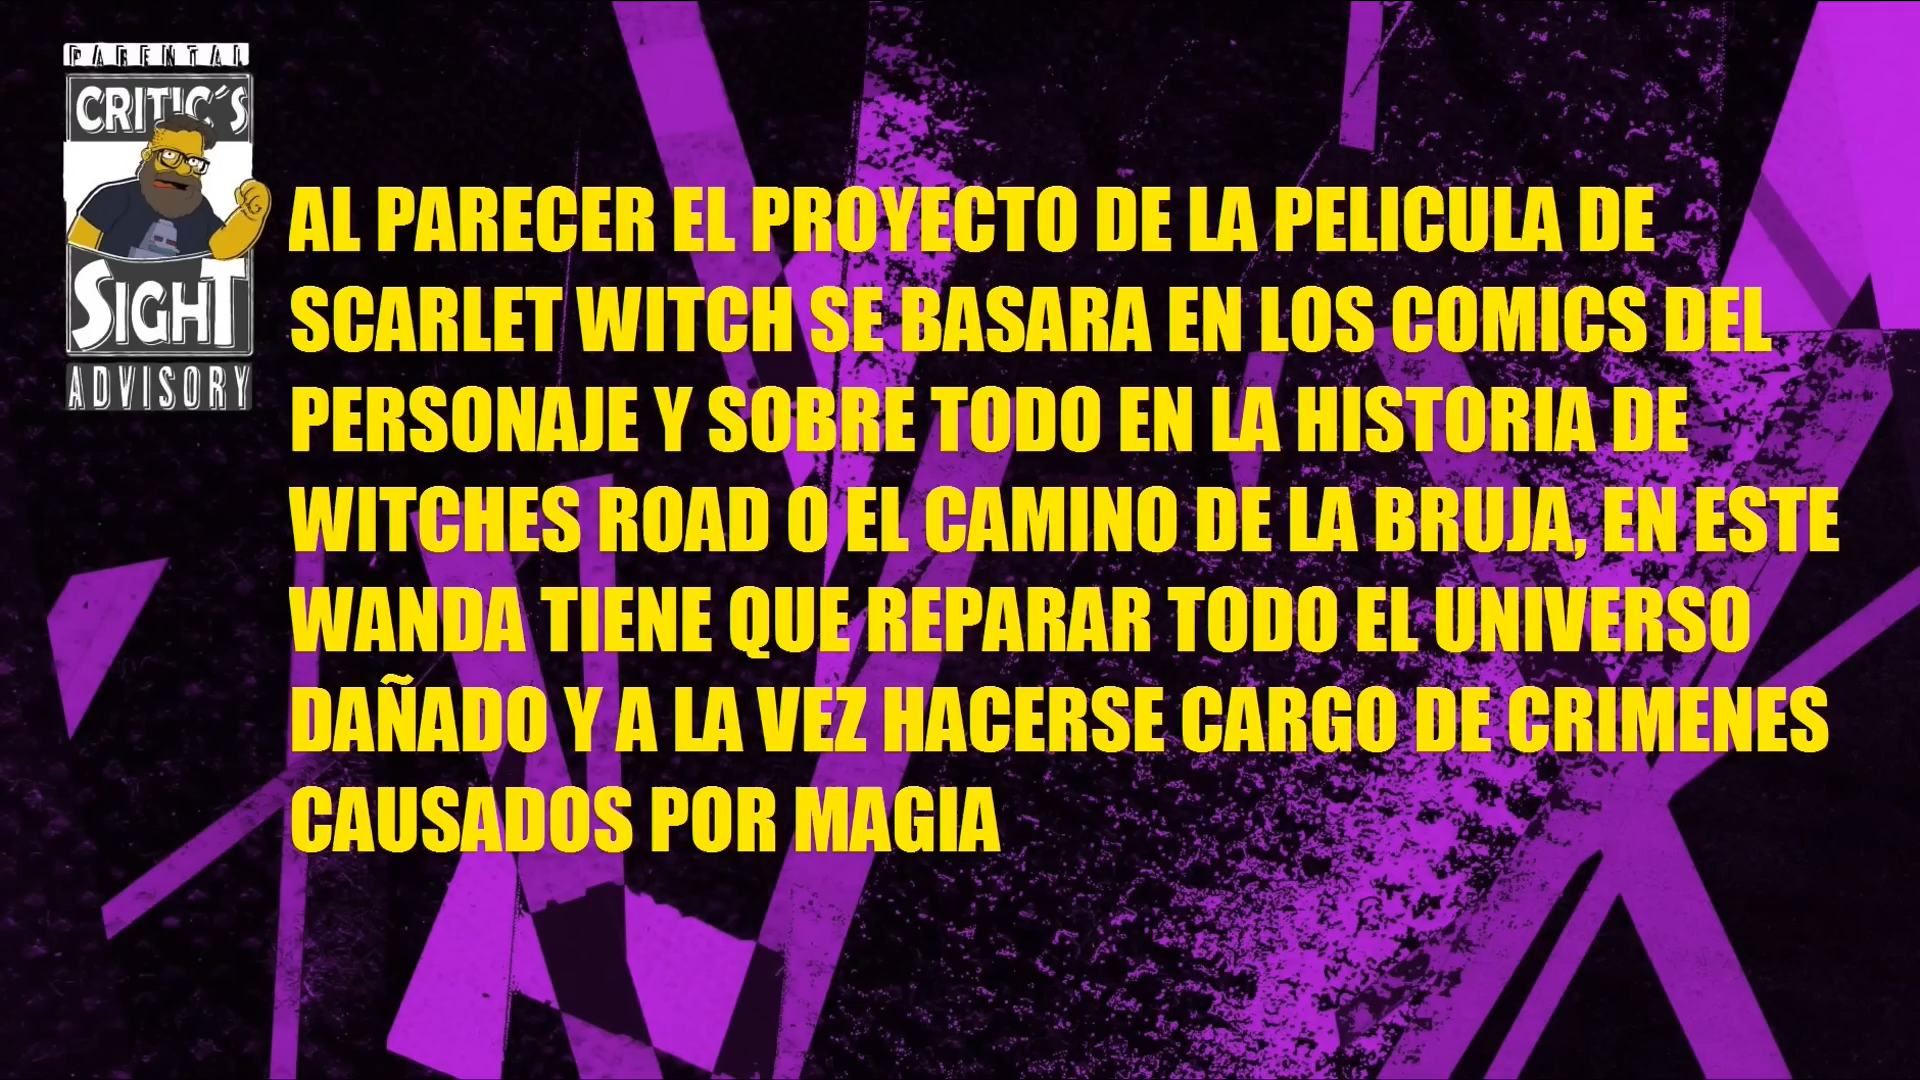 PARENTAL
CRITIC´S
SIGHT
ADVISORY
AL PARECER EL PROYECTO DE LA PELICULA DE
SCARLET WITCH SE BASARA EN LOS COMICS DEL
PERSONAJE Y SOBRE TODO EN LA HISTORIA DE
WITCHES ROAD O EL CAMINO DE LA BRUJA, EN ESTE
WANDA TIENE QUE REPARAR TODO EL UNIVERSO
DAÑADO Y A LA VEZ HACERSE CARGO DE CRIMENES
CAUSADOS POR MAGIA